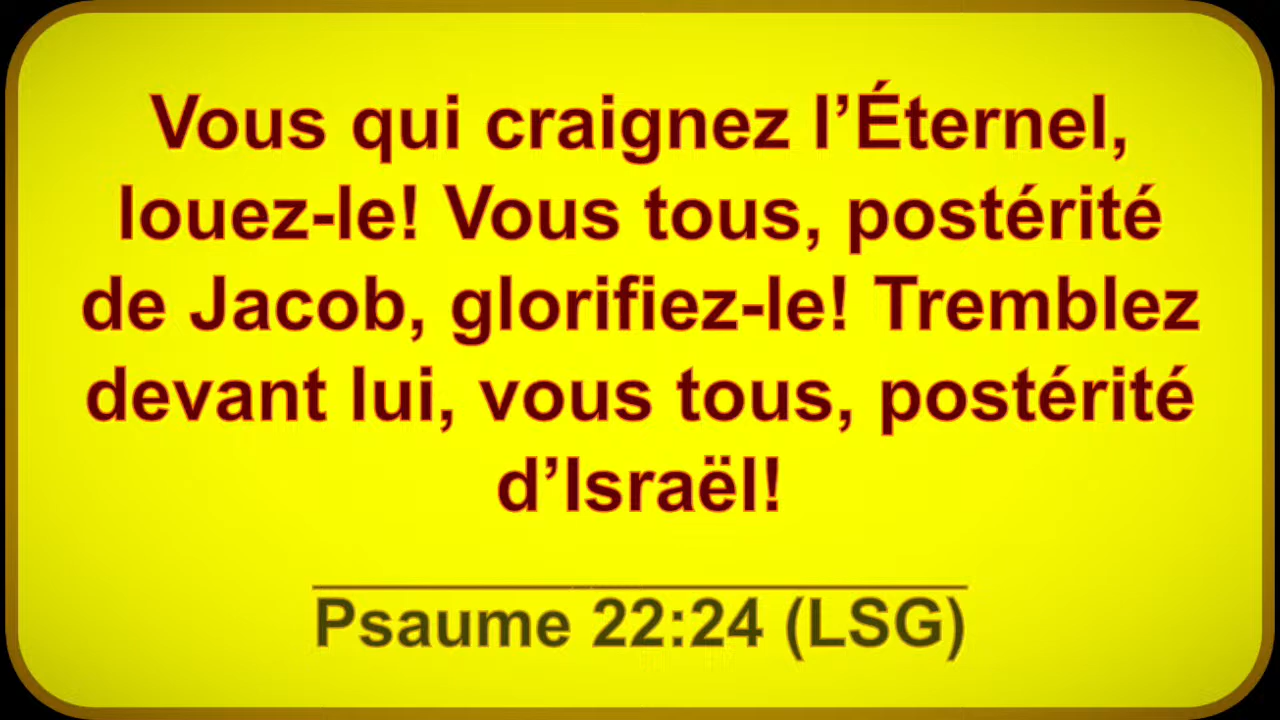 Vous qui craignez l’Éternel,
louez-le! Vous tous, postérité
de Jacob, glorifiez-le! Tremblez
devant lui, vous tous, postérité
d’Israël!
Psaume 22:24 (LSG)